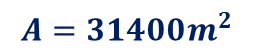 A = 31400m²